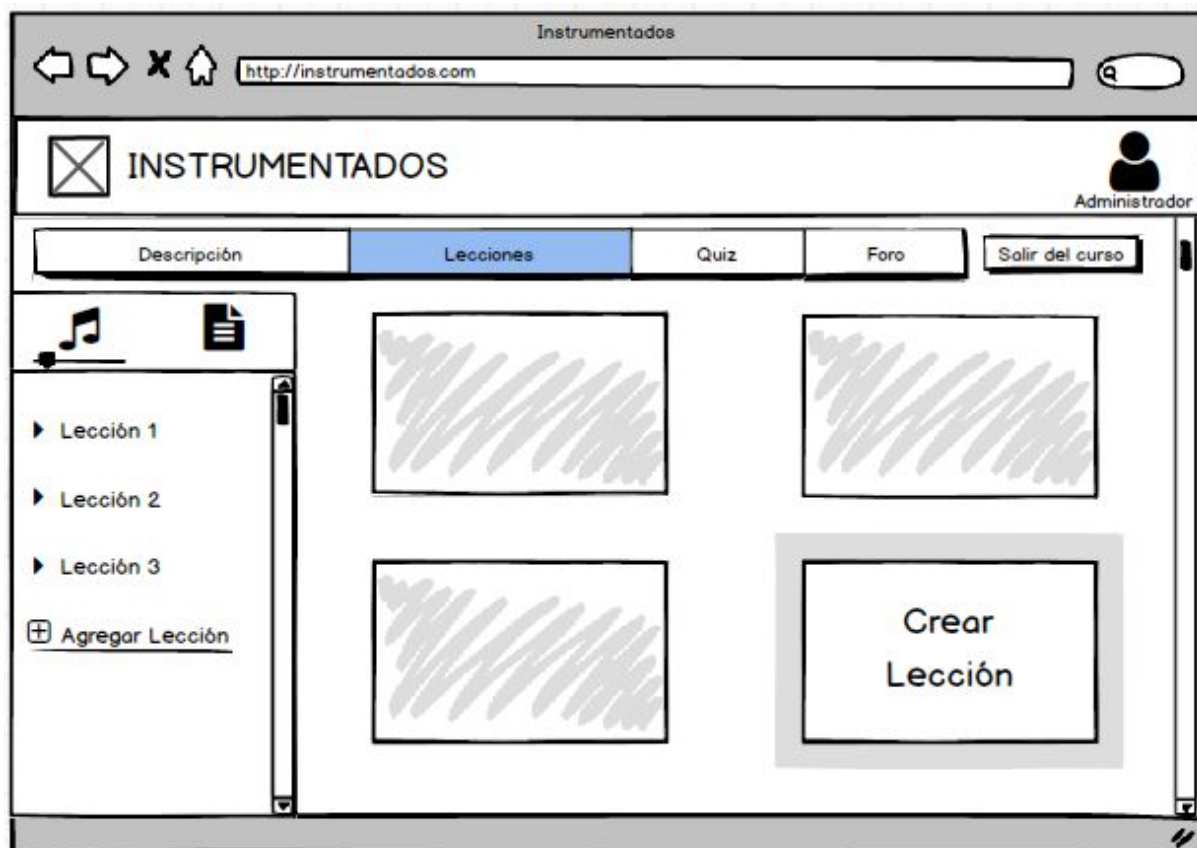 Instrumentados
http://instrumentados.com
INSTRUMENTADOS
Administrador
Descripción
Lecciones
Quiz
Foro
Salir del curso
Lección 1
Lección 2
Lección 3
Agregar Lección
Crear
Lección